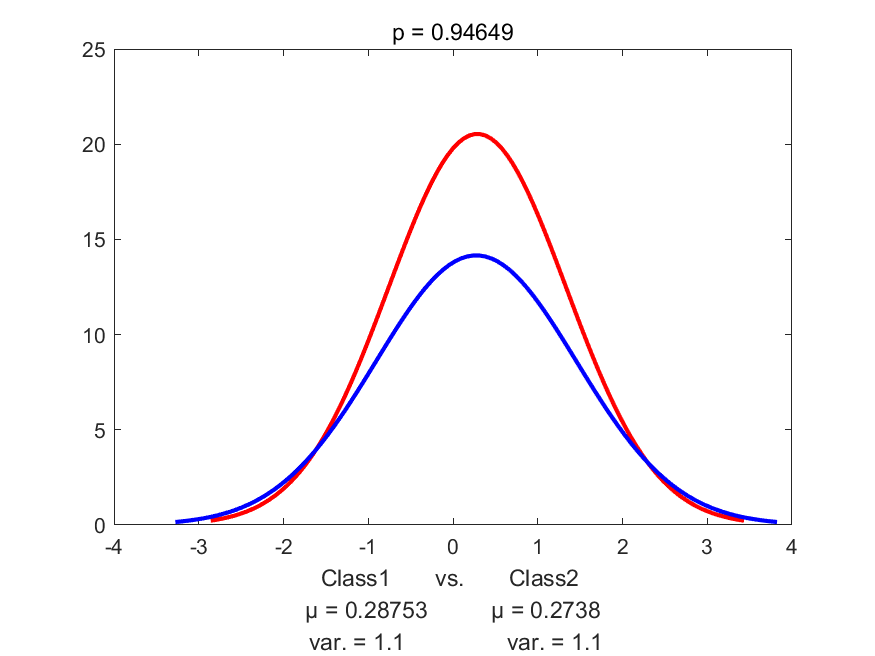 p = 0.94649
25
20
15
10
5
0
-4 -3 -2 -1 0 1 2 3 4
Class1 vs. Class2
μ = 0.28753 μ = 0.2738
var. = 1.1 var. = 1.1